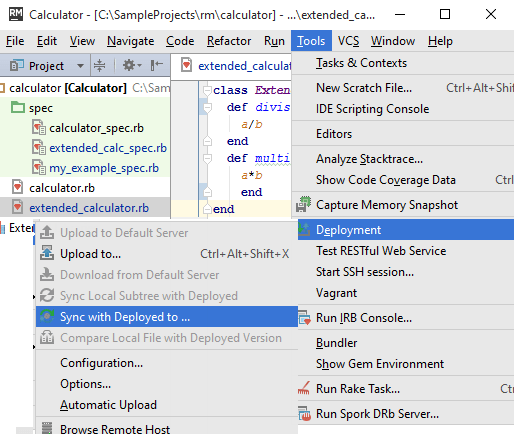 RM Calculator - [C:\SampleProjects\rm\calculator] - ...\extended_ca...
File Edit View Navigate Code Refactor Run Tools VCS Window Help
Project
extended_calculat
calculator [Calculator] C:\Sam
spec
calculator_spec.rb
extended_calc_spec.rb
my_example_spec.rb
calculator.rb
extended_calculator.rb
Exter
class Exten
def divis
a/b
end
def multi
a*b
end
end
Tasks & Contexts
New Scratch File... Ctrl+Alt+Shif
IDE Scripting Console
Editors
Analyze Stacktrace...
Show Code Coverage Data Ctrl
Capture Memory Snapshot
Deployment
Test RESTful Web Service
Start SSH session...
Vagrant
Run IRB Console...
Bundler
Show Gem Environment
Run Rake Task... Ct
Run Spork DRb Server...
Upload to Default Server
Upload to... Ctrl+Alt+Shift+X
Download from Default Server
Sync Local Subtree with Deployed
Sync with Deployed to ...
Compare Local File with Deployed Version
Configuration...
Options...
Automatic Upload
Browse Remote Host